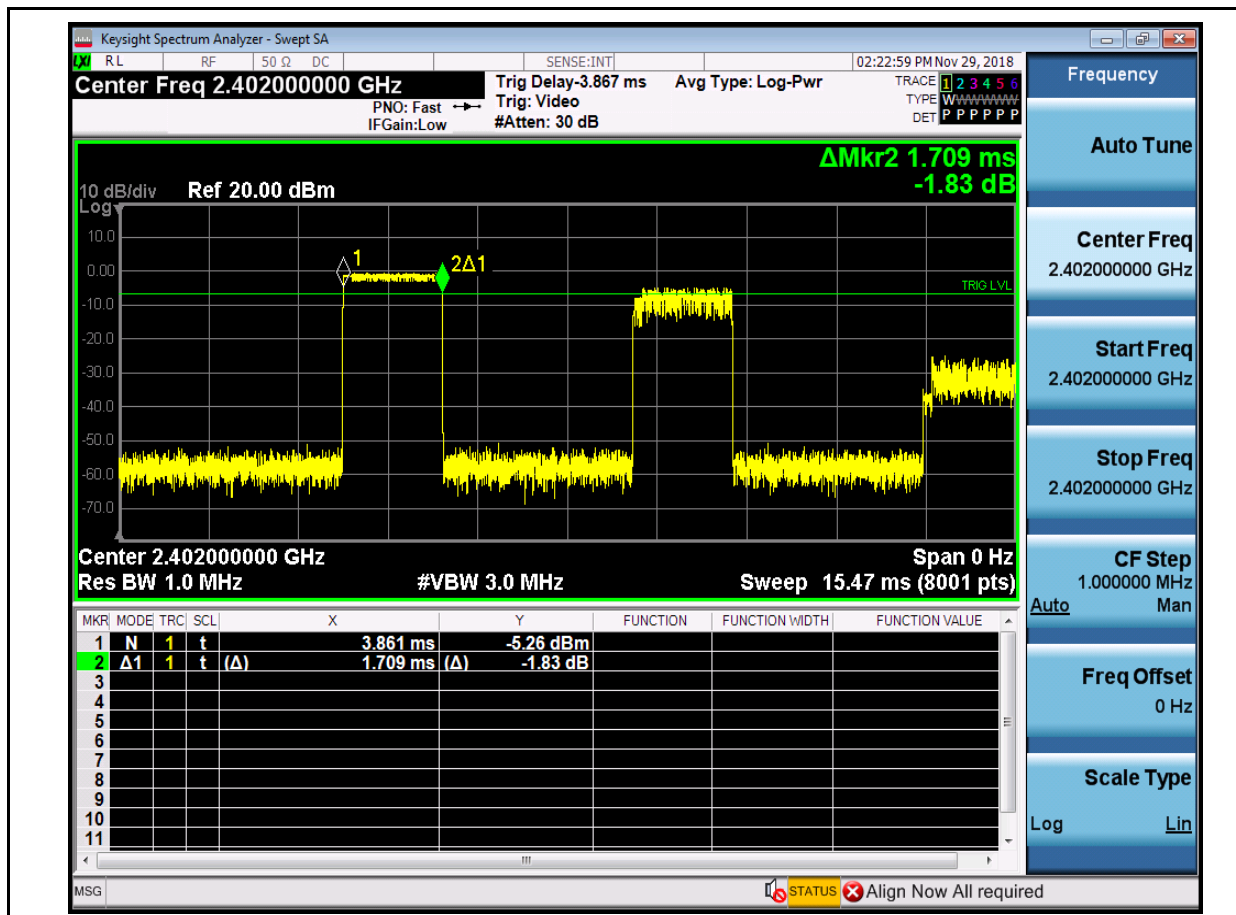 Keysight Spectrum Analyzer - Swept SA
LXI RL RF 50 Ω DC SENSE:INT 02:22:59 PM Nov 29, 2018
Center Freq 2.402000000 GHz
PNO: Fast
IFGain:Low
Trig Delay-3.867 ms
Trig: Video
#Atten: 30 dB
Avg Type: Log-Pwr
TRACE 1 2 3 4 5 6
TYPE WWWWWWW
DET P P P P P P
ΔMkr2 1.709 ms
-1.83 dB
10 dB/div Ref 20.00 dBm
Log
10.0
0.00
-10.0
-20.0
-30.0
-40.0
-50.0
-60.0
-70.0
1
2Δ1
TRIG LVL
Center 2.402000000 GHz Span 0 Hz
Res BW 1.0 MHz #VBW 3.0 MHz Sweep 15.47 ms (8001 pts)
MKR MODE TRC SCL X Y FUNCTION FUNCTION WIDTH FUNCTION VALUE
1 N 1 t 3.861 ms -5.26 dBm
2 Δ1 1 t (Δ) 1.709 ms (Δ) -1.83 dB
3
4
5
6
7
8
9
10
11
MSG STATUS Align Now All required
Frequency
Auto Tune
Center Freq
2.402000000 GHz
Start Freq
2.402000000 GHz
Stop Freq
2.402000000 GHz
CF Step
1.000000 MHz
Auto Man
Freq Offset
0 Hz
Scale Type
Log Lin